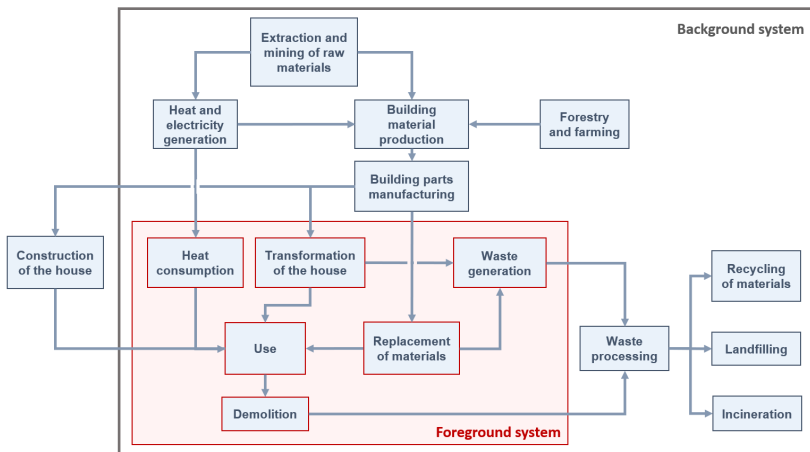 Background system
Extraction and
mining of raw
materials
Heat and
electricity
generation
Building
material
production
Forestry
and farming
Building parts
manufacturing
Construction
of the house
Heat
consumption
Transformation
of the house
Waste
generation
Recycling
of materials
Use
Replacement
of materials
Waste
processing
Landfilling
Demolition
Incineration
Foreground system